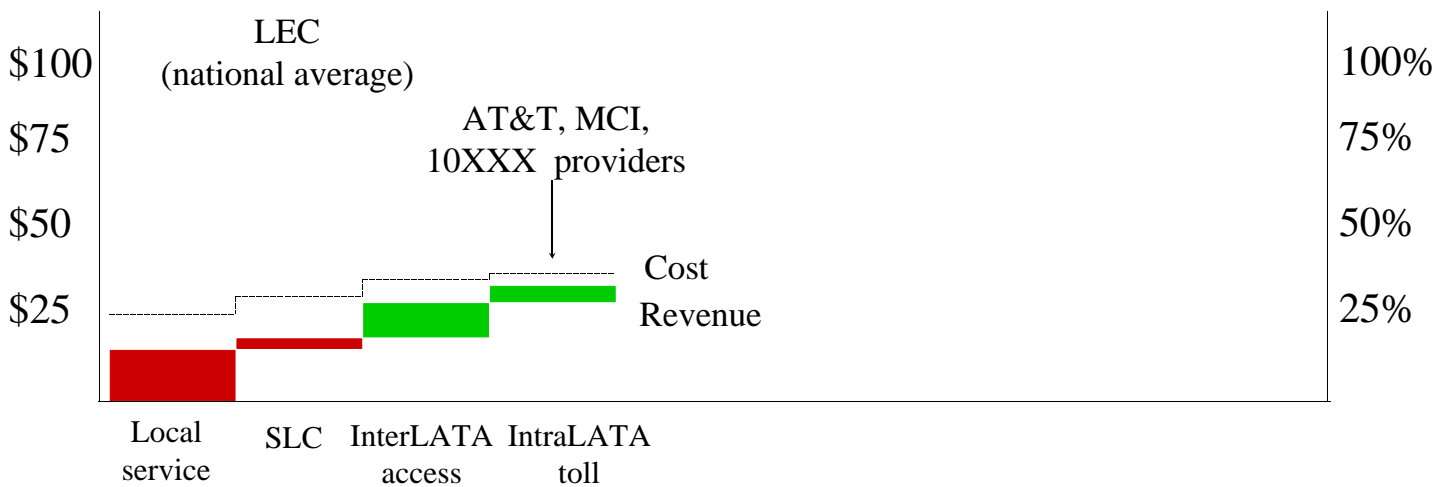 LEC
(national average)
$100
100%
AT&T, MCI,
10XXX providers
$75
75%
$50
50%
Cost
$25
Revenue
25%
Local
service
SLC
InterLATA
access
IntraLATA
toll